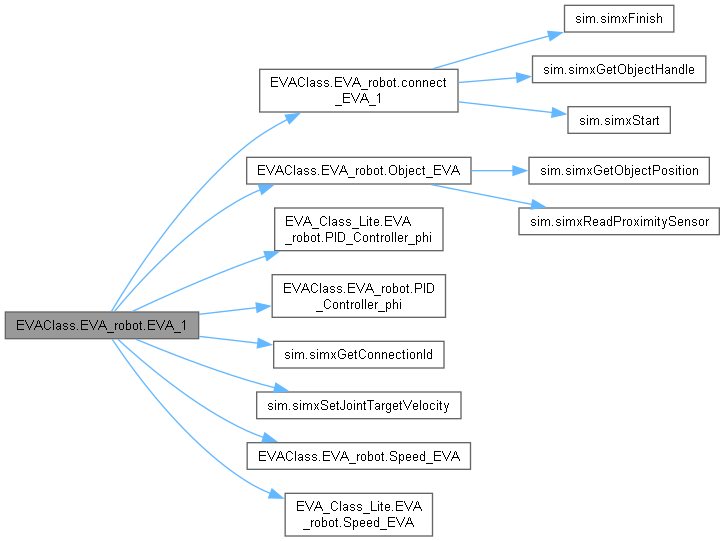 EVAClass.EVA_robot.EVA_1
EVAClass.EVA_robot.connect
_EVA_1
sim.simxFinish
sim.simxGetObjectHandle
sim.simxStart
EVAClass.EVA_robot.Object_EVA
sim.simxGetObjectPosition
sim.simxReadProximitySensor
EVA_Class_Lite.EVA
_robot.PID_Controller_phi
EVAClass.EVA_robot.PID
_Controller_phi
sim.simxGetConnectionId
sim.simxSetJointTargetVelocity
EVAClass.EVA_robot.Speed_EVA
EVA_Class_Lite.EVA
_robot.Speed_EVA